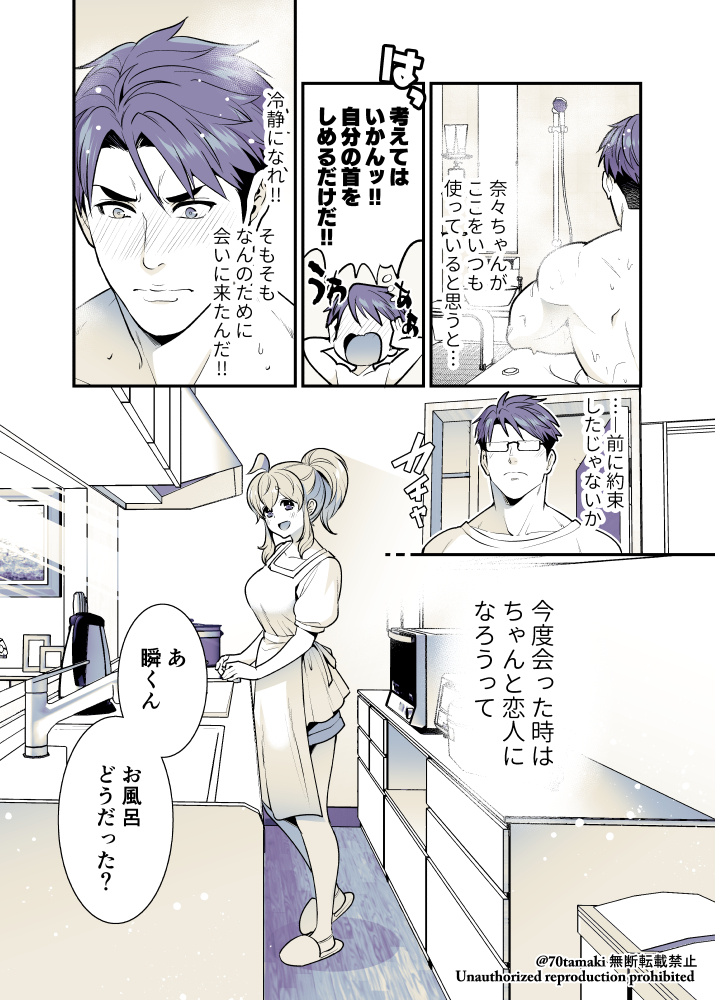 奈々ちゃんが
ここをいつも
使っていると思うと…
はっ
考えては
いかんッ!!
自分の首を
しめるだけだ!!
うわぁぁぁ
冷静になれ!!
そもそも
なんのために
会いに来たんだ!!
…──前に約束
したじゃないか
ガチャ
今度会った時は
ちゃんと恋人に
なろうって
あ
瞬くん
お風呂
どうだった?
@70tamaki 無断転載禁止
Unauthorized reproduction prohibited